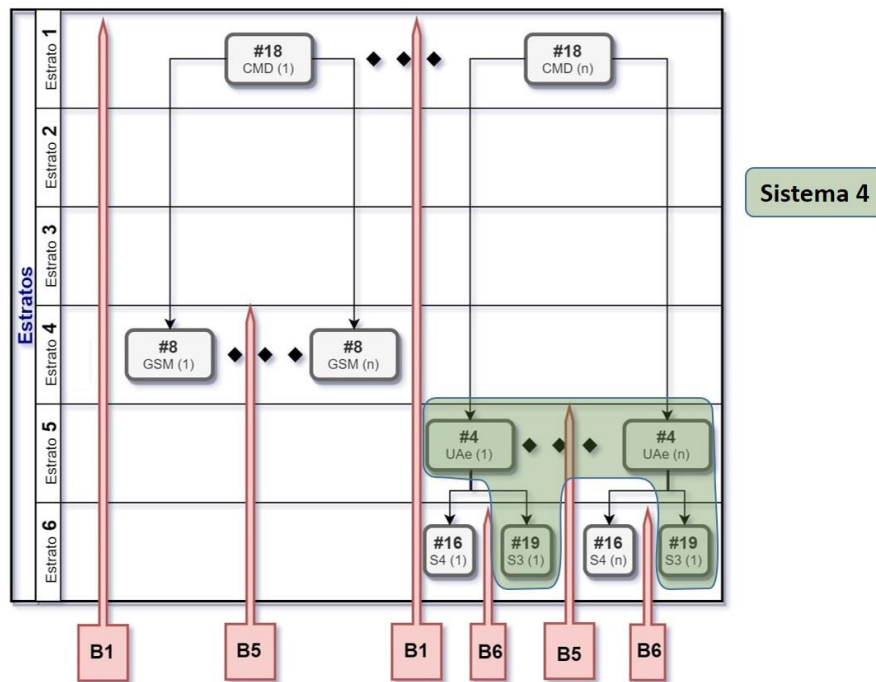 Estratos
Estrato 1
#18
CMD (1)
#18
CMD (n)
Estrato 2
Estrato 3
Estrato 4
#8
GSM (1)
#8
GSM (n)
Estrato 5
#4
UAe (1)
#4
UAe (n)
Estrato 6
#16
S4 (1)
#19
S3 (1)
#16
S4 (n)
#19
S3 (1)
B1
B5
B1
B6
B5
B6
Sistema 4